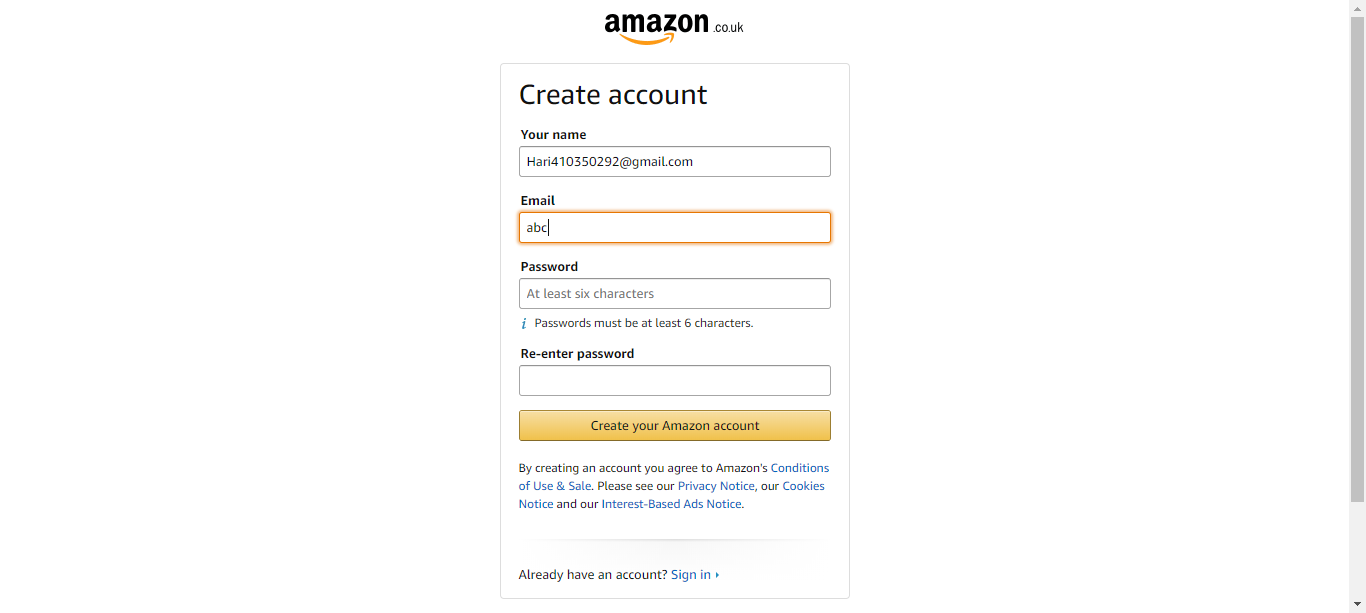 amazon.co.uk
Create account
Your name
Hari410350292@gmail.com
Email
abc
Password
At least six characters
i Passwords must be at least 6 characters.
Re-enter password
Create your Amazon account
By creating an account you agree to Amazon's Conditions
of Use & Sale. Please see our Privacy Notice, our Cookies
Notice and our Interest-Based Ads Notice.
Already have an account? Sign in